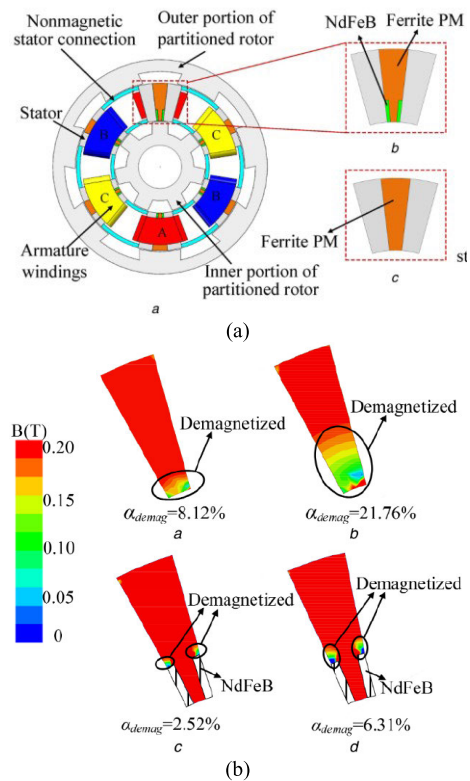 Nonmagnetic
stator connection
Outer portion of
partitioned rotor
NdFeB
Ferrite PM
Stator
B
C
b
C
B
A
Armature
windings
Inner portion of
partitioned rotor
Ferrite PM
c
st
a
(a)
B(T)
0.20
0.15
0.10
0.05
0
Demagnetized
Demagnetized
αdemag=8.12%
αdemag=21.76%
a
b
Demagnetized
Demagnetized
NdFeB
NdFeB
αdemag=2.52%
αdemag=6.31%
c
d
(b)